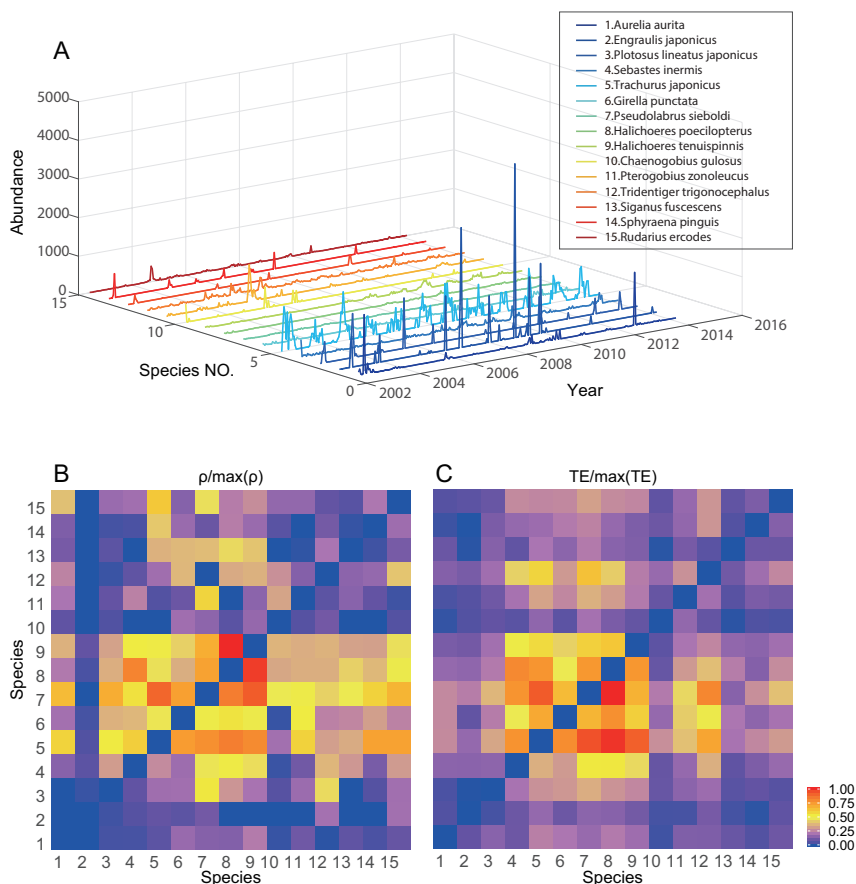 A
1.Aurelia aurita
2.Engraulis japonicus
3.Plotosus lineatus japonicus
4.Sebastes inermis
5.Trachurus japonicus
6.Girella punctata
7.Pseudolabrus sieboldi
8.Halichoeres poecilopterus
9.Halichoeres tenuispinnis
10.Chaenogobius gulosus
11.Pterogobius zonoleucus
12.Tridentiger trigonocephalus
13.Siganus fuscescens
14.Sphyraena pinguis
15.Rudarius ercodes
Abundance
5000
4000
3000
2000
1000
0
15
10
5
0
Species NO.
2002
2004
2006
2008
2010
2012
2014
2016
Year
B
ρ/max(ρ)
15
14
13
12
11
10
9
8
7
6
5
4
3
2
1
Species
1 2 3 4 5 6 7 8 9 10 11 12 13 14 15
Species
C
TE/max(TE)
1 2 3 4 5 6 7 8 9 10 11 12 13 14 15
Species
1.00
0.75
0.50
0.25
0.00